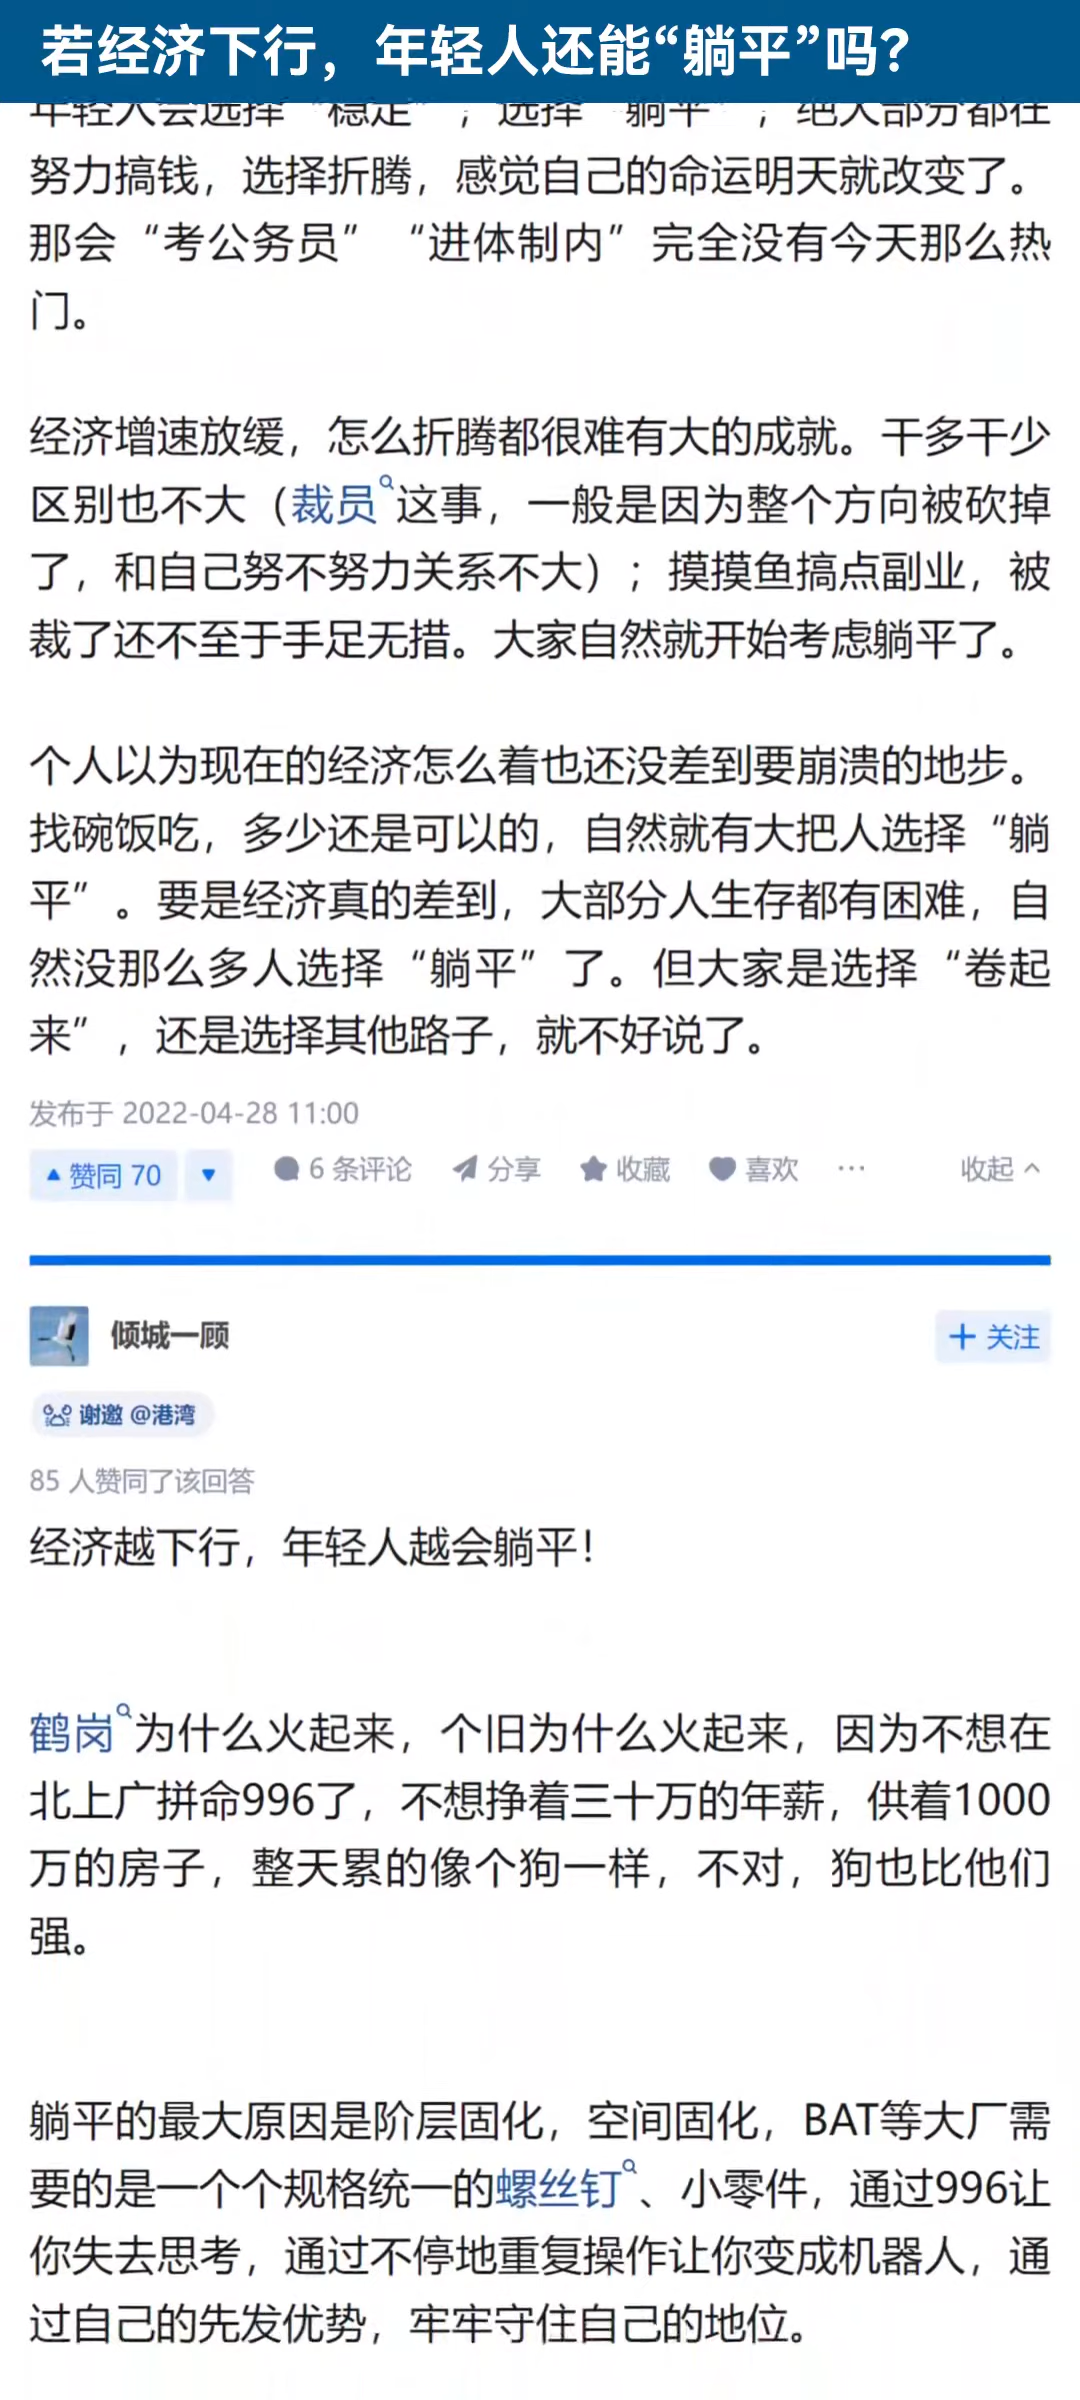 若经济下行，年轻人还能“躺平”吗？
年轻人会选择“稳定”，选择“躺平”，绝大部分都在
努力搞钱，选择折腾，感觉自己的命运明天就改变了。
那会“考公务员”“进体制内”完全没有今天那么热
门。
经济增速放缓，怎么折腾都很难有大的成就。干多干少
区别也不大（裁员这事，一般是因为整个方向被砍掉
了，和自己努不努力关系不大）；摸摸鱼搞点副业，被
裁了还不至于手足无措。大家自然就开始考虑躺平了。
个人以为现在的经济怎么着也还没差到要崩溃的地步。
找碗饭吃，多少还是可以的，自然就有大把人选择“躺
平”。要是经济真的差到，大部分人生存都有困难，自
然没那么多人选择“躺平”了。但大家是选择“卷起
来”，还是选择其他路子，就不好说了。
发布于 2022-04-28 11:00
赞同 70 6 条评论 分享 收藏 喜欢 ··· 收起
倾城一顾 + 关注
谢邀 @港湾
85 人赞同了该回答
经济越下行，年轻人越会躺平！
鹤岗为什么火起来，个旧为什么火起来，因为不想在
北上广拼命996了，不想挣着三十万的年薪，供着1000
万的房子，整天累的像个狗一样，不对，狗也比他们
强。
躺平的最大原因是阶层固化，空间固化，BAT等大厂需
要的是一个个规格统一的螺丝钉、小零件，通过996让
你失去思考，通过不停地重复操作让你变成机器人，通
过自己的先发优势，牢牢守住自己的地位。